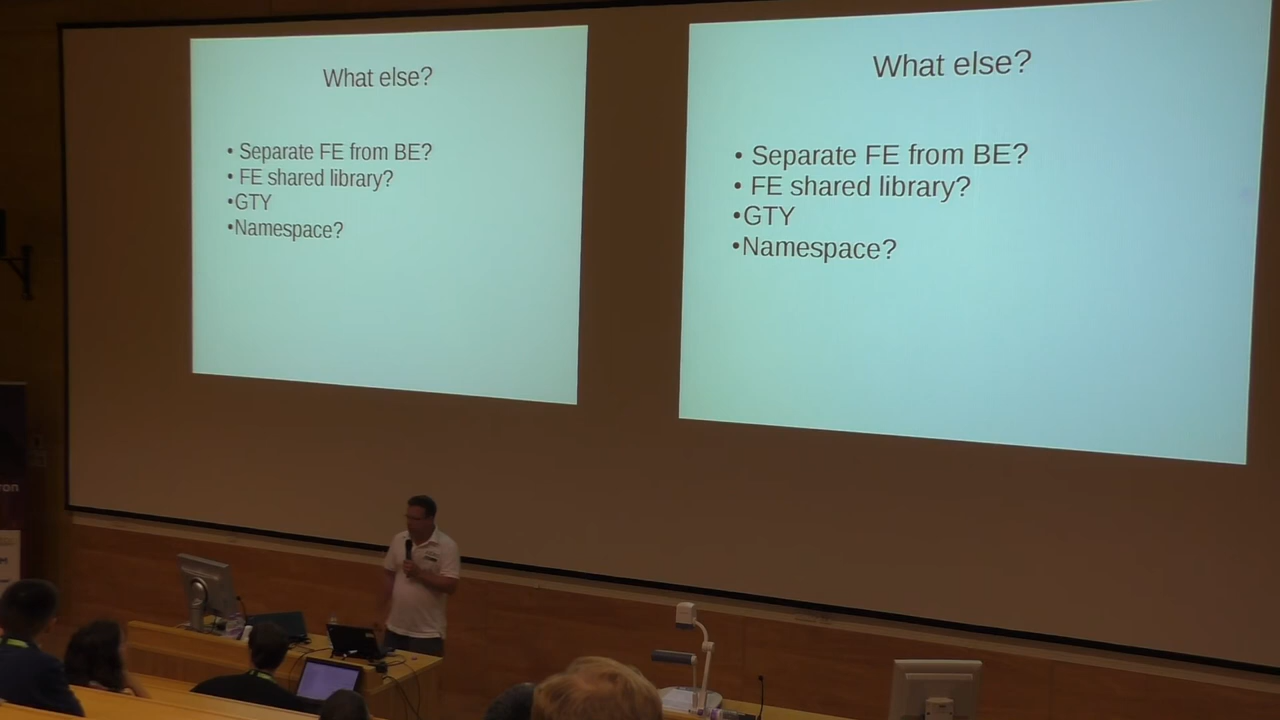 What else?
• Separate FE from BE?
• FE shared library?
•GTY
•Namespace?
What else?
• Separate FE from BE?
• FE shared library?
•GTY
•Namespace?
ron